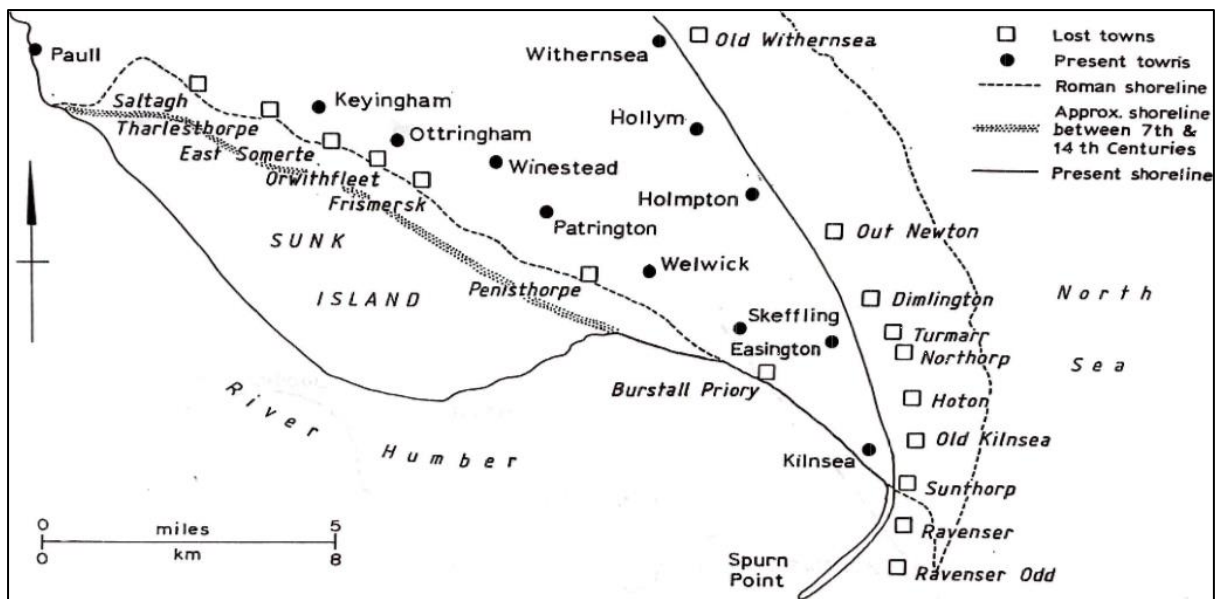 Paull
Saltagh
Tharlesthorpe
East Somerte
Orwithfleet
Frismersk
Keyingham
Ottringham
Winestead
Patrington
Penisthorpe
Welwick
Withernsea
Old Withernsea
Hollym
Holmpton
Out Newton
Dimlington
Turmarr
Northorp
Skeffling
Easington
Burstall Priory
Hoton
Old Kilnsea
Kilnsea
Sunthorp
Ravenser
Ravenser Odd
Spurn
Point
SUNK
ISLAND
River
Humber
North
Sea
0 miles 5
0 km 8
Lost towns
Present towns
Roman shoreline
Approx. shoreline
between 7th &
14 th Centuries
Present shoreline